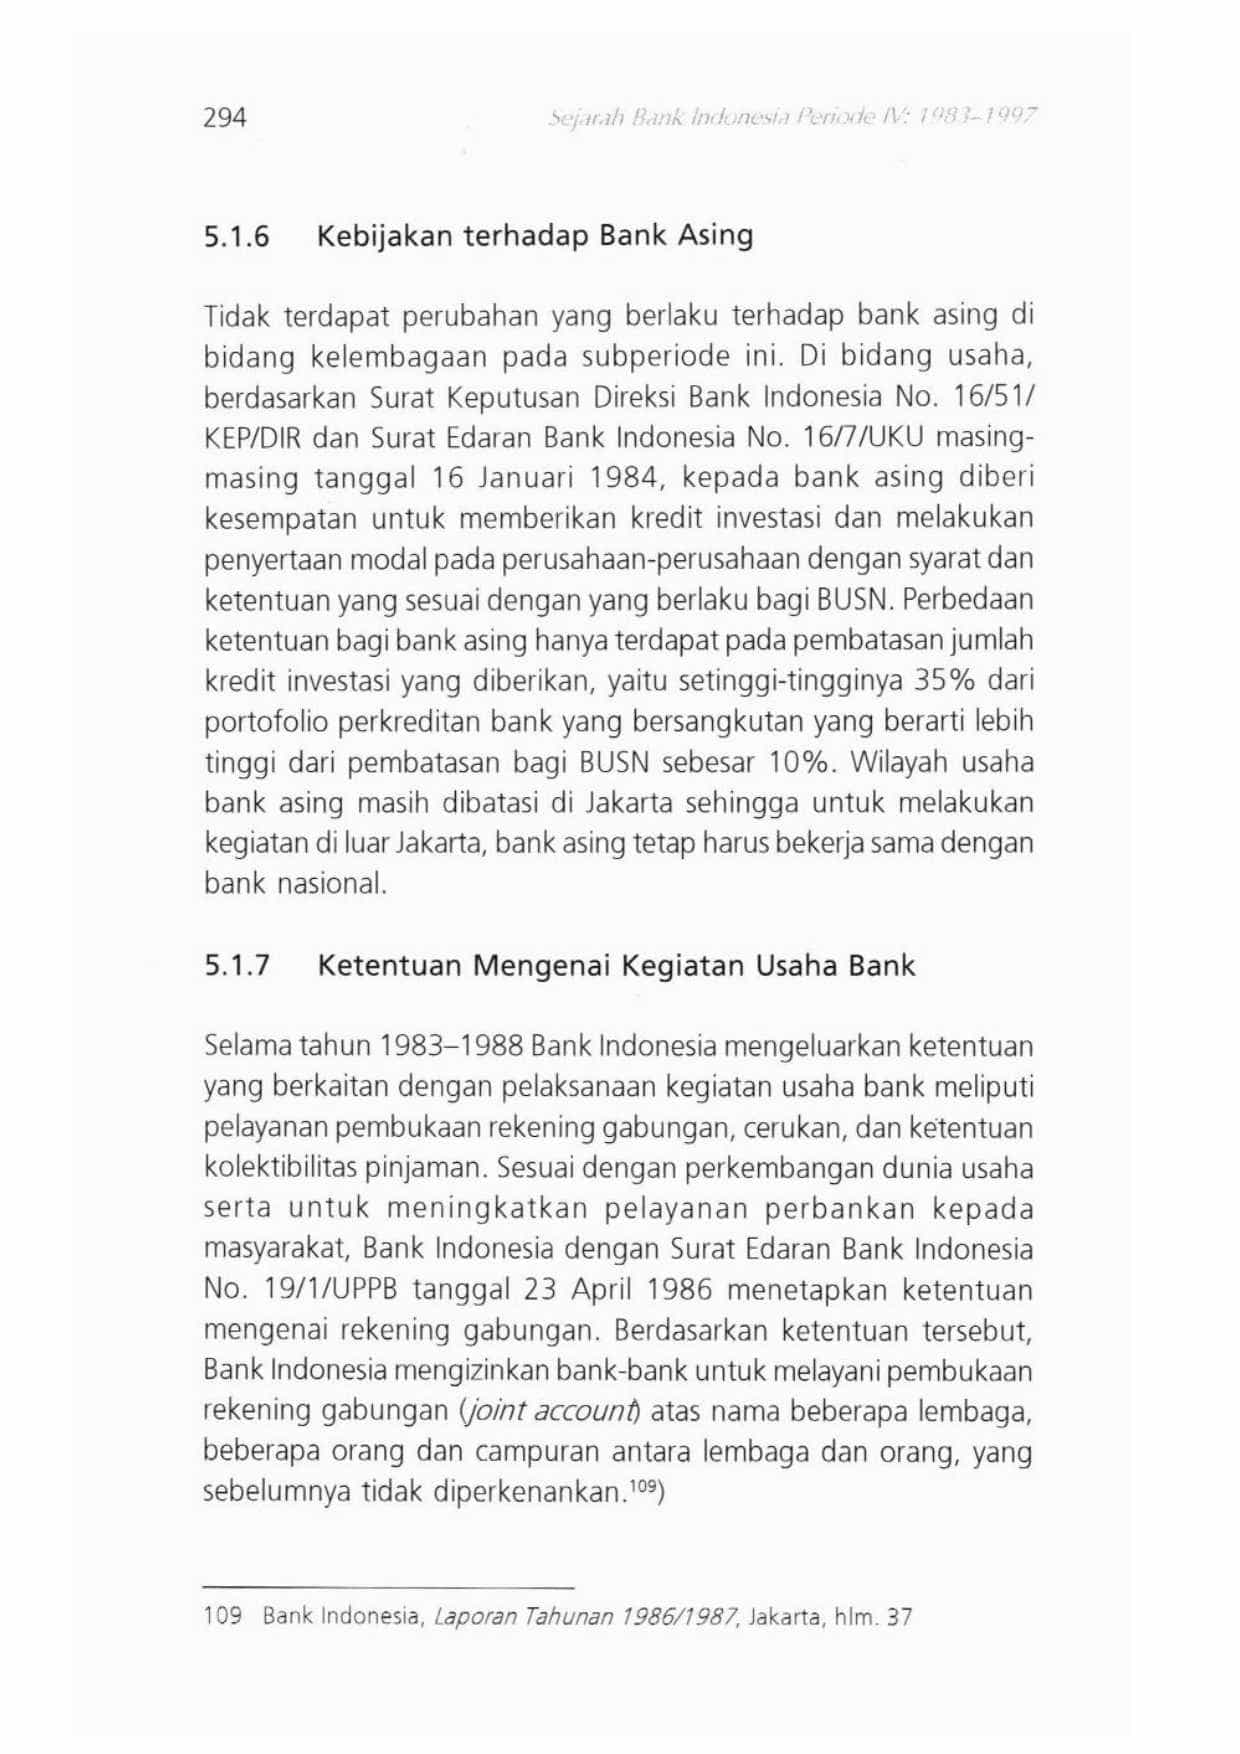 294
Sejarah Bank Indonesia Periode IV: 1983–1997
5.1.6 Kebijakan terhadap Bank Asing
Tidak terdapat perubahan yang berlaku terhadap bank asing di
bidang kelembagaan pada subperiode ini. Di bidang usaha,
berdasarkan Surat Keputusan Direksi Bank Indonesia No. 16/51/
KEP/DIR dan Surat Edaran Bank Indonesia No. 16/7/UKU masing-
masing tanggal 16 Januari 1984, kepada bank asing diberi
kesempatan untuk memberikan kredit investasi dan melakukan
penyertaan modal pada perusahaan-perusahaan dengan syarat dan
ketentuan yang sesuai dengan yang berlaku bagi BUSN. Perbedaan
ketentuan bagi bank asing hanya terdapat pada pembatasan jumlah
kredit investasi yang diberikan, yaitu setinggi-tingginya 35% dari
portofolio perkreditan bank yang bersangkutan yang berarti lebih
tinggi dari pembatasan bagi BUSN sebesar 10%. Wilayah usaha
bank asing masih dibatasi di Jakarta sehingga untuk melakukan
kegiatan di luar Jakarta, bank asing tetap harus bekerja sama dengan
bank nasional.
5.1.7 Ketentuan Mengenai Kegiatan Usaha Bank
Selama tahun 1983–1988 Bank Indonesia mengeluarkan ketentuan
yang berkaitan dengan pelaksanaan kegiatan usaha bank meliputi
pelayanan pembukaan rekening gabungan, cerukan, dan ketentuan
kolektibilitas pinjaman. Sesuai dengan perkembangan dunia usaha
serta untuk meningkatkan pelayanan perbankan kepada
masyarakat, Bank Indonesia dengan Surat Edaran Bank Indonesia
No. 19/1/UPPB tanggal 23 April 1986 menetapkan ketentuan
mengenai rekening gabungan. Berdasarkan ketentuan tersebut,
Bank Indonesia mengizinkan bank-bank untuk melayani pembukaan
rekening gabungan (joint account) atas nama beberapa lembaga,
beberapa orang dan campuran antara lembaga dan orang, yang
sebelumnya tidak diperkenankan.¹⁰⁹)
109 Bank Indonesia, Laporan Tahunan 1986/1987, Jakarta, hlm. 37